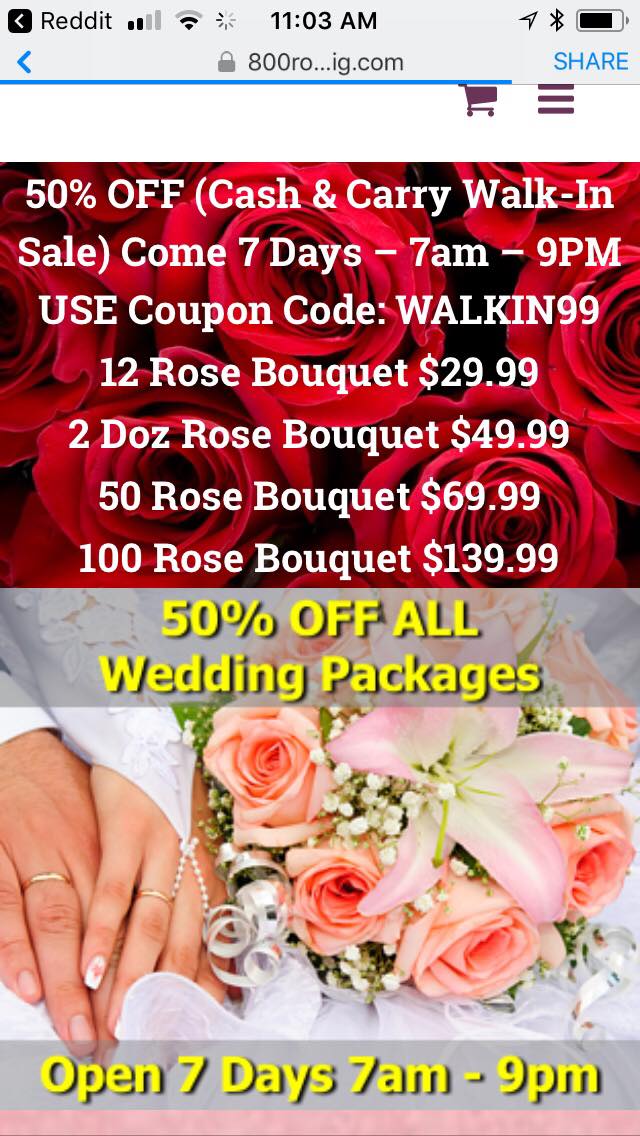 Reddit 11:03 AM
800ro...ig.com SHARE
50% OFF (Cash & Carry Walk-In
Sale) Come 7 Days – 7am – 9PM
USE Coupon Code: WALKIN99
12 Rose Bouquet $29.99
2 Doz Rose Bouquet $49.99
50 Rose Bouquet $69.99
100 Rose Bouquet $139.99
50% OFF ALL
Wedding Packages
Open 7 Days 7am - 9pm